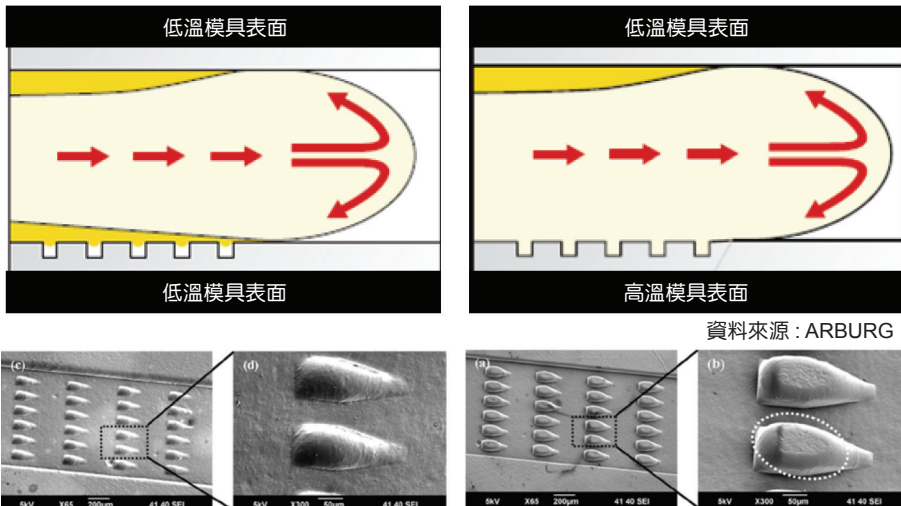 低溫模具表面
低溫模具表面
低溫模具表面
高溫模具表面
資料來源 : ARBURG
(c)
(d)
(a)
(b)
5kV X65 200μm 41 40 SEI
5kV X300 50μm 41 40 SEI
5kV X65 200μm 41 40 SEI
5kV X300 50μm 41 40 SEI